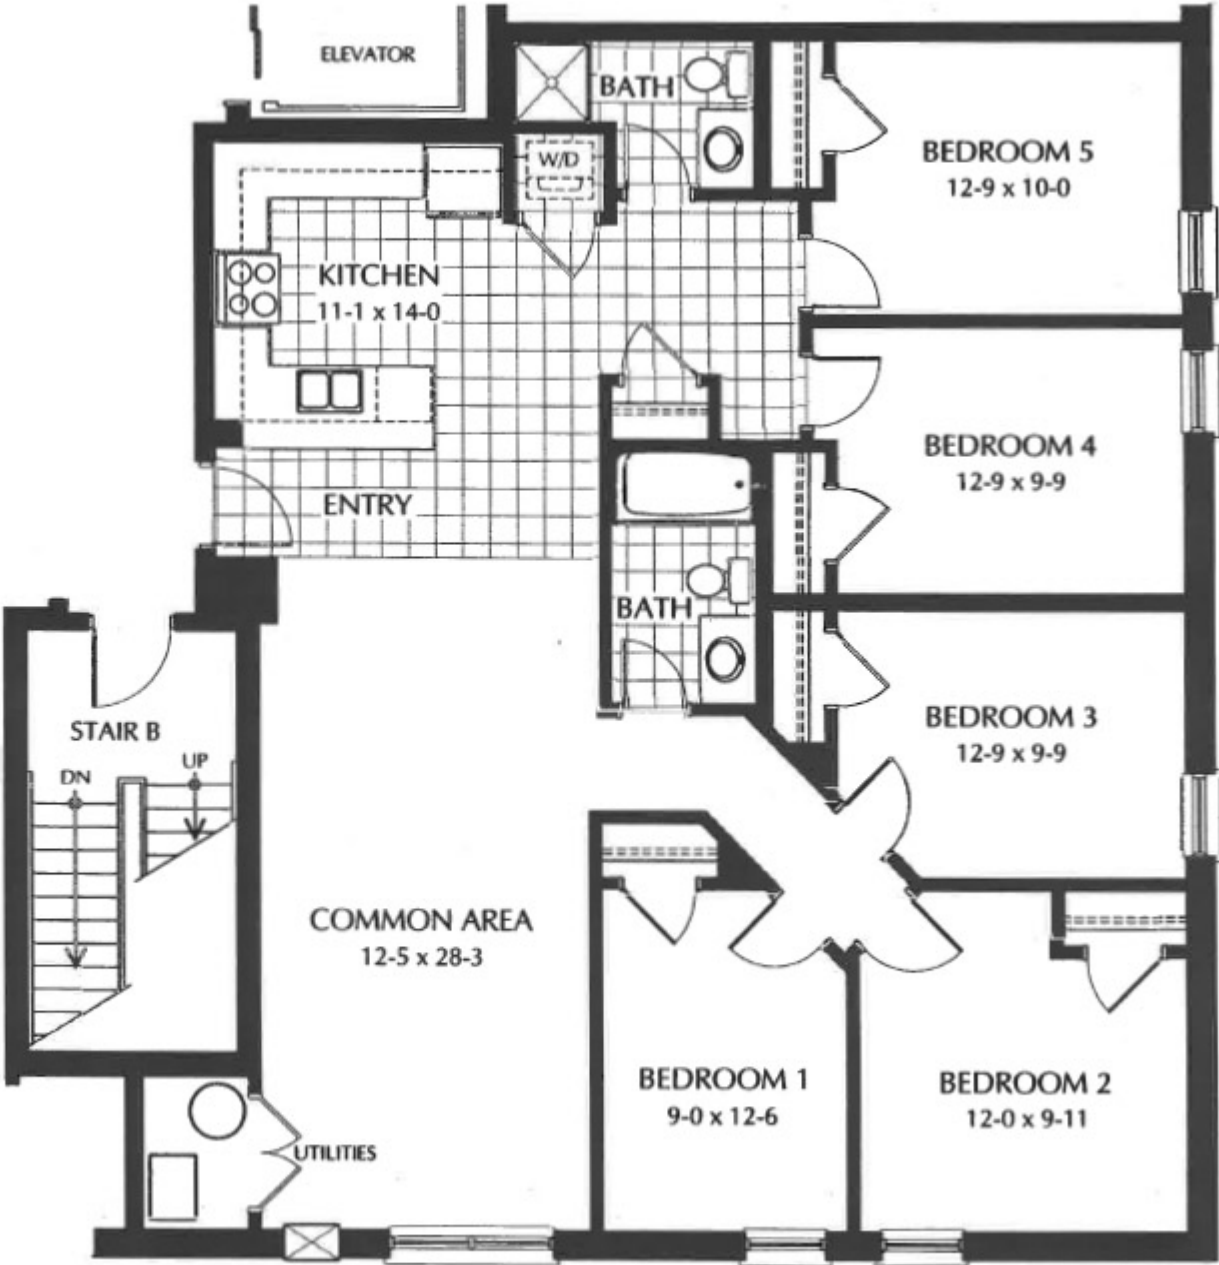 ELEVATOR
BATH
W/D
BEDROOM 5
12-9 x 10-0
KITCHEN
11-1 x 14-0
BEDROOM 4
12-9 x 9-9
ENTRY
BATH
STAIR B
UP
DN
BEDROOM 3
12-9 x 9-9
COMMON AREA
12-5 x 28-3
BEDROOM 1
9-0 x 12-6
BEDROOM 2
12-0 x 9-11
UTILITIES